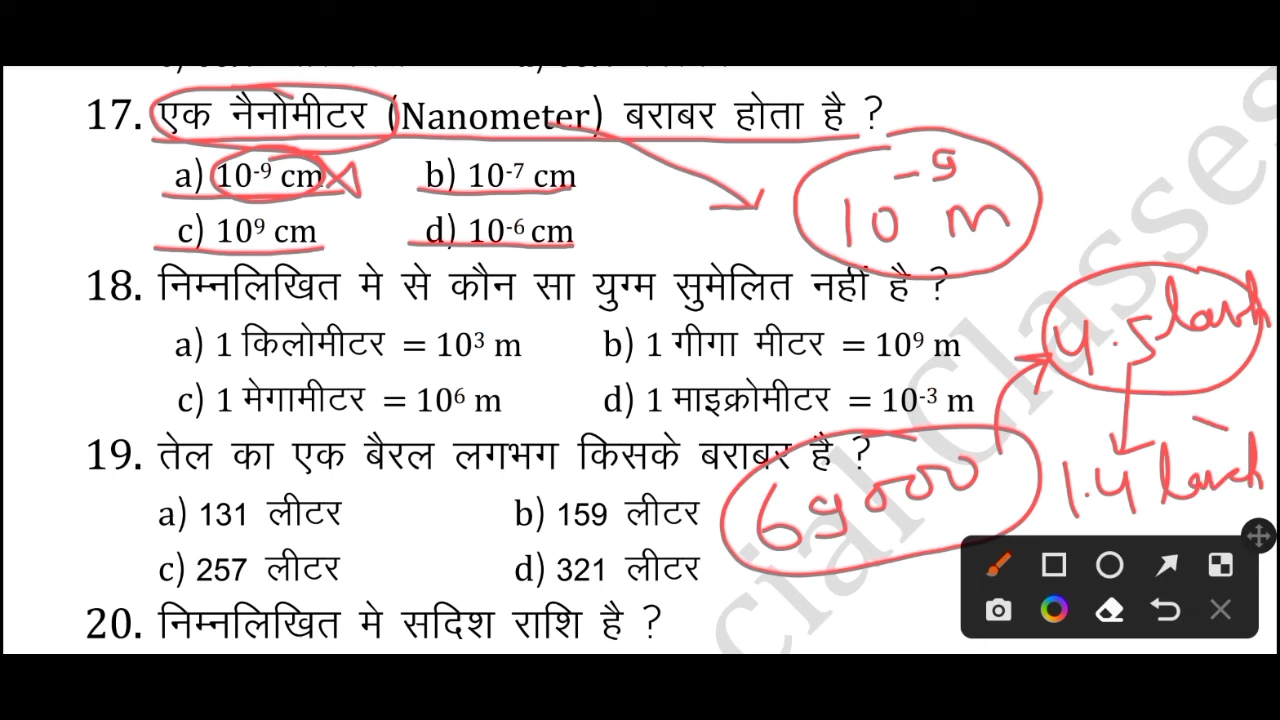 17. एक नैनोमीटर (Nanometer) बराबर होता है ?
a) 10⁻⁹ cm b) 10⁻⁷ cm
10⁻⁹ m
c) 10⁹ cm d) 10⁻⁶ cm
18. निम्नलिखित मे से कौन सा युग्म सुमेलित नहीं है ?
4.5 lakh
a) 1 किलोमीटर = 10³ m b) 1 गीगा मीटर = 10⁹ m
c) 1 मेगामीटर = 10⁶ m d) 1 माइक्रोमीटर = 10⁻³ m
19. तेल का एक बैरल लगभग किसके बराबर है ?
69000
1.4 lakh
a) 131 लीटर b) 159 लीटर
c) 257 लीटर d) 321 लीटर
20. निम्नलिखित मे सदिश राशि है ?
cial Classes